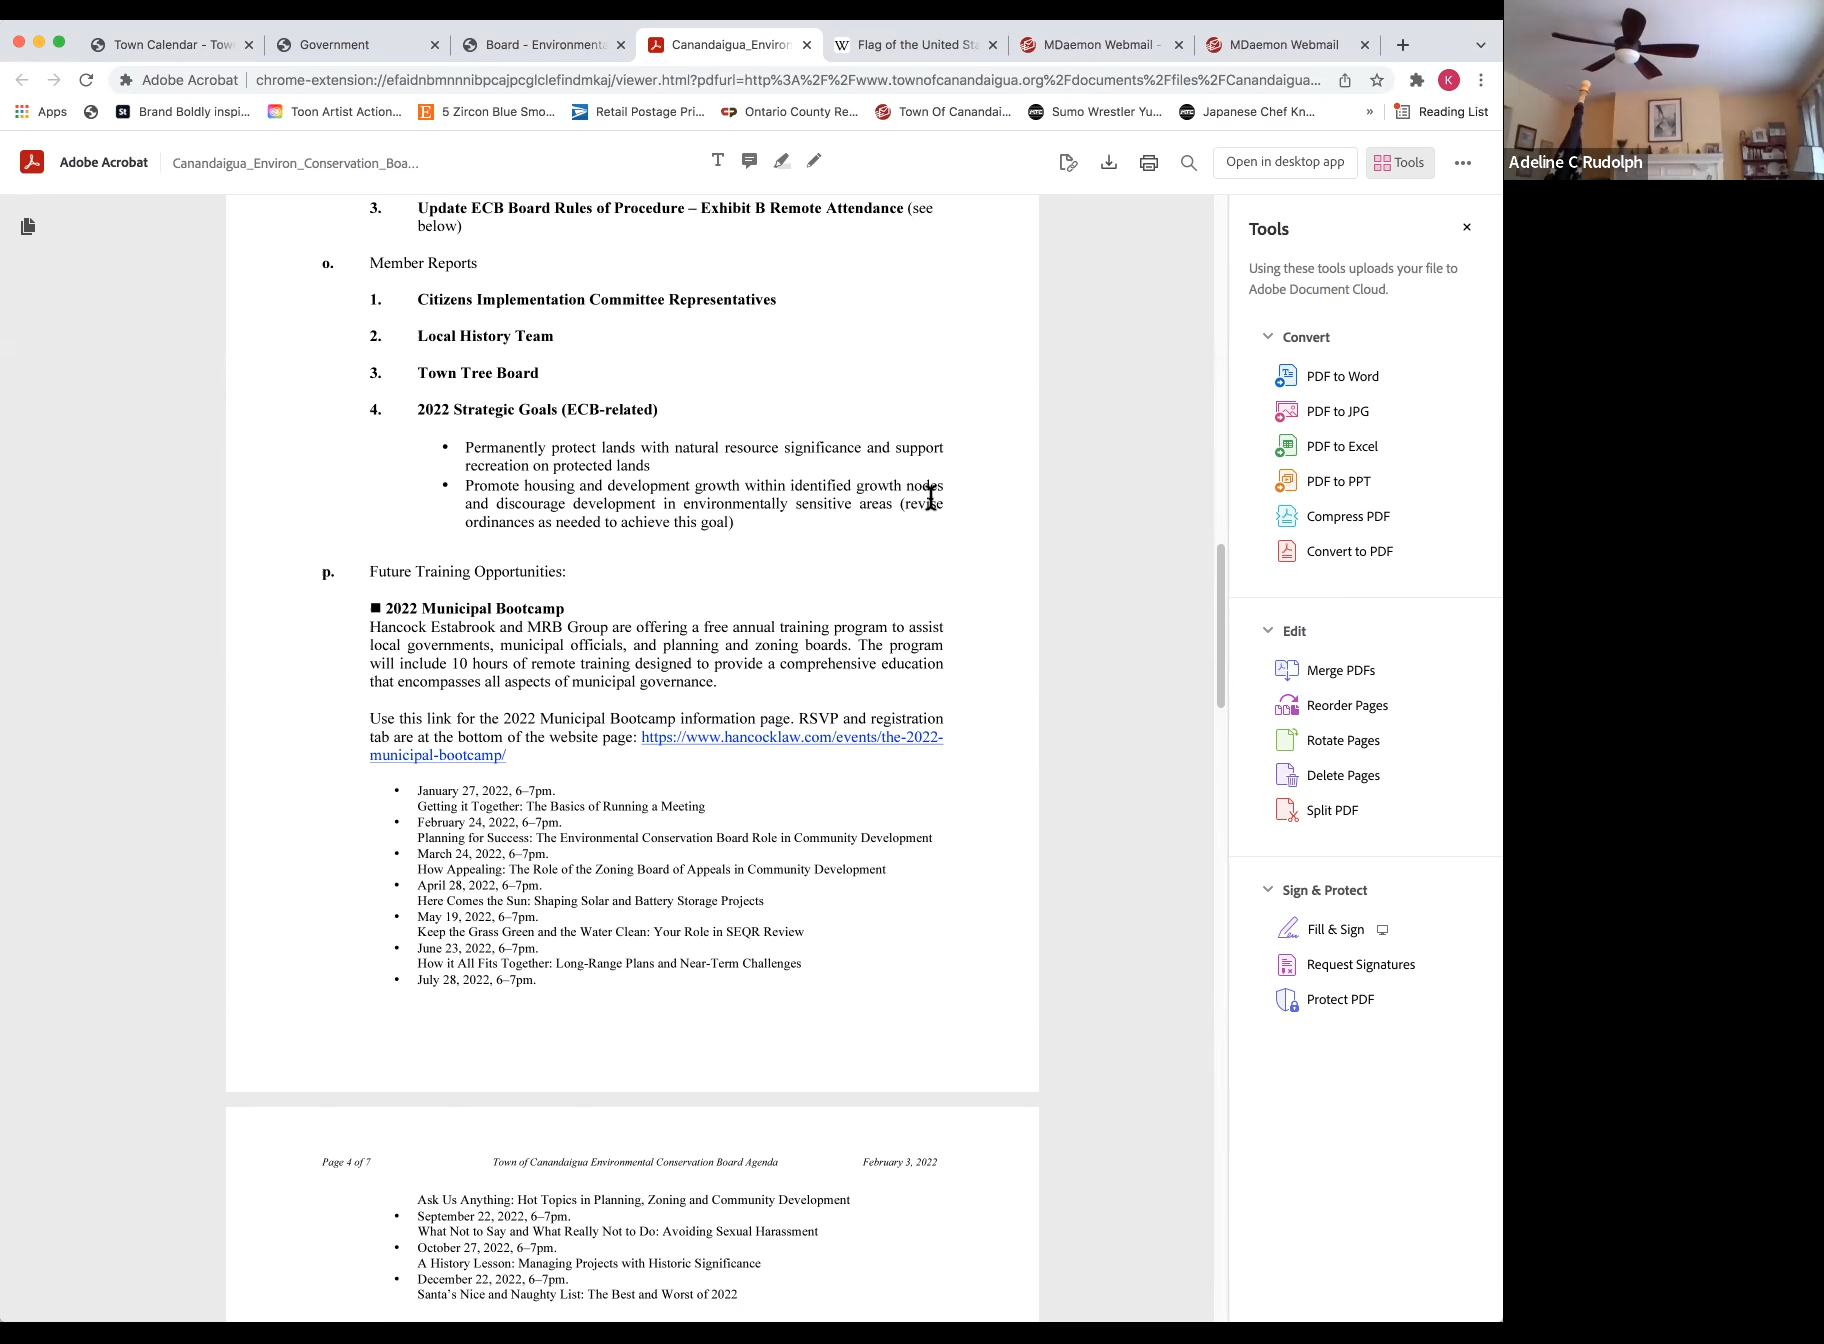 Town Calendar - Tow
Government
Board - Environmenta
Canandaigua_Environ
Flag of the United Sta
MDaemon Webmail -
MDaemon Webmail
Adobe Acrobat
chrome-extension://efaidnbmnnnibpcajpcglclefindmkaj/viewer.html?pdfurl=http%3A%2F%2Fwww.townofcanandaigua.org%2Fdocuments%2Ffiles%2FCanandaigua...
K
Apps
Brand Boldly inspi...
Toon Artist Action...
5 Zircon Blue Smo...
Retail Postage Pri...
Ontario County Re...
Town Of Canandai...
Sumo Wrestler Yu...
Japanese Chef Kn...
»
Reading List
Adobe Acrobat
Canandaigua_Environ_Conservation_Boa...
Open in desktop app
Tools
Adeline C Rudolph
3. Update ECB Board Rules of Procedure – Exhibit B Remote Attendance (see
below)
o. Member Reports
1. Citizens Implementation Committee Representatives
2. Local History Team
3. Town Tree Board
4. 2022 Strategic Goals (ECB-related)
• Permanently protect lands with natural resource significance and support
recreation on protected lands
• Promote housing and development growth within identified growth nodes
and discourage development in environmentally sensitive areas (revise
ordinances as needed to achieve this goal)
p. Future Training Opportunities:
■ 2022 Municipal Bootcamp
Hancock Estabrook and MRB Group are offering a free annual training program to assist
local governments, municipal officials, and planning and zoning boards. The program
will include 10 hours of remote training designed to provide a comprehensive education
that encompasses all aspects of municipal governance.
Use this link for the 2022 Municipal Bootcamp information page. RSVP and registration
tab are at the bottom of the website page: https://www.hancocklaw.com/events/the-2022-
municipal-bootcamp/
• January 27, 2022, 6–7pm.
Getting it Together: The Basics of Running a Meeting
• February 24, 2022, 6–7pm.
Planning for Success: The Environmental Conservation Board Role in Community Development
• March 24, 2022, 6–7pm.
How Appealing: The Role of the Zoning Board of Appeals in Community Development
• April 28, 2022, 6–7pm.
Here Comes the Sun: Shaping Solar and Battery Storage Projects
• May 19, 2022, 6–7pm.
Keep the Grass Green and the Water Clean: Your Role in SEQR Review
• June 23, 2022, 6–7pm.
How it All Fits Together: Long-Range Plans and Near-Term Challenges
• July 28, 2022, 6–7pm.
Page 4 of 7
Town of Canandaigua Environmental Conservation Board Agenda
February 3, 2022
Ask Us Anything: Hot Topics in Planning, Zoning and Community Development
• September 22, 2022, 6–7pm.
What Not to Say and What Really Not to Do: Avoiding Sexual Harassment
• October 27, 2022, 6–7pm.
A History Lesson: Managing Projects with Historic Significance
• December 22, 2022, 6–7pm.
Santa's Nice and Naughty List: The Best and Worst of 2022
Tools
Using these tools uploads your file to
Adobe Document Cloud.
Convert
PDF to Word
PDF to JPG
PDF to Excel
PDF to PPT
Compress PDF
Convert to PDF
Edit
Merge PDFs
Reorder Pages
Rotate Pages
Delete Pages
Split PDF
Sign & Protect
Fill & Sign
Request Signatures
Protect PDF